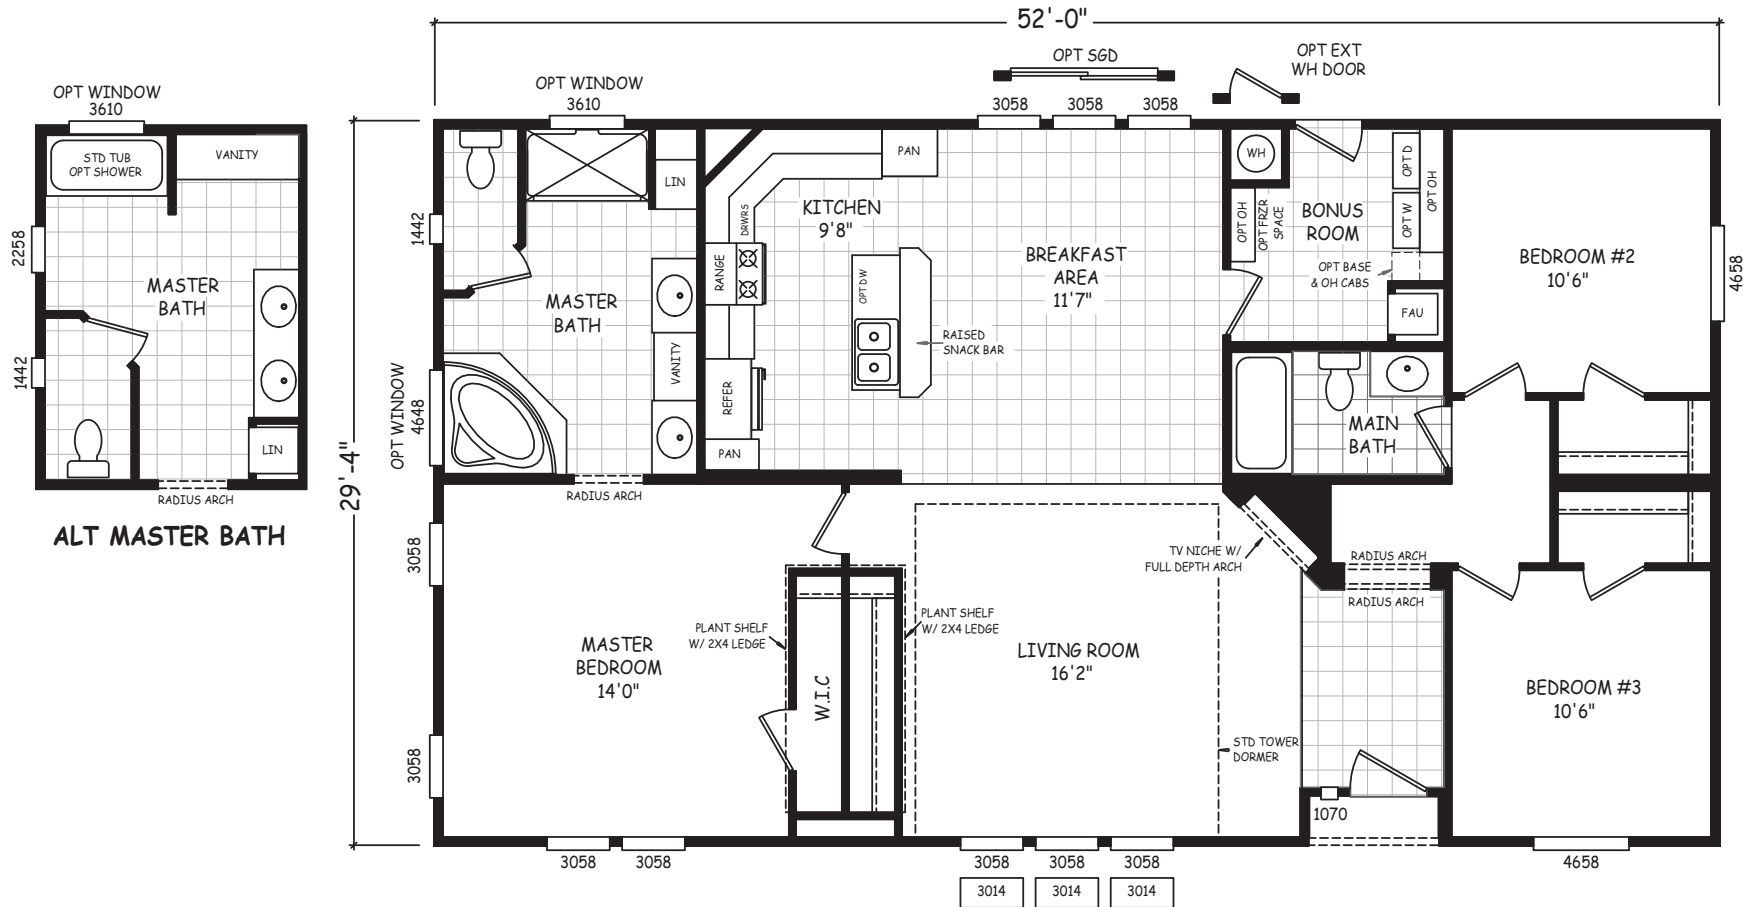 52'-0"
OPT SGD
OPT EXT
WH DOOR
OPT WINDOW
3610
OPT WINDOW
3610
3058
3058
3058
STD TUB
OPT SHOWER
VANITY
2258
MASTER
BATH
1442
LIN
RADIUS ARCH
ALT MASTER BATH
29'-4"
1442
LIN
MASTER
BATH
VANITY
OPT WINDOW
4648
RADIUS ARCH
PAN
KITCHEN
9'8"
DRWRS
RANGE
OPT DW
REFER
PAN
RAISED
SNACK BAR
BREAKFAST
AREA
11'7"
WH
OPT OH
OPT FRZR
SPACE
BONUS
ROOM
OPT D
OPT W
OPT OH
OPT BASE
& OH CABS
FAU
BEDROOM #2
10'6"
4658
MAIN
BATH
TV NICHE W/
FULL DEPTH ARCH
RADIUS ARCH
RADIUS ARCH
3058
3058
MASTER
BEDROOM
14'0"
PLANT SHELF
W/ 2X4 LEDGE
W.I.C
PLANT SHELF
W/ 2X4 LEDGE
LIVING ROOM
16'2"
STD TOWER
DORMER
BEDROOM #3
10'6"
1070
3058
3058
3058
3058
3058
4658
3014
3014
3014